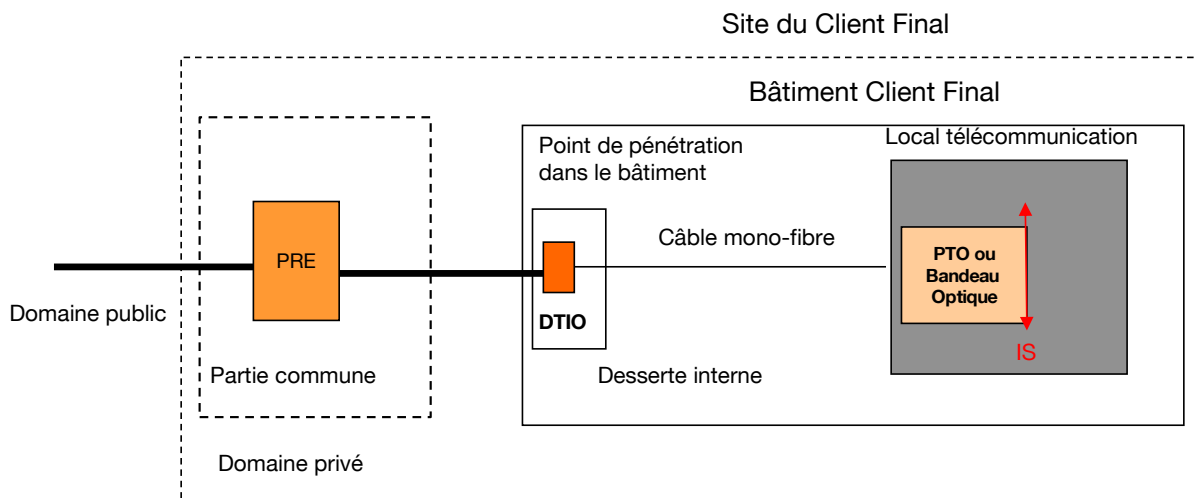 Site du Client Final
Bâtiment Client Final
Point de pénétration
dans le bâtiment
Local télécommunication
PRE
Câble mono-fibre
PTO ou
Bandeau
Optique
Domaine public
DTIO
IS
Partie commune
Desserte interne
Domaine privé